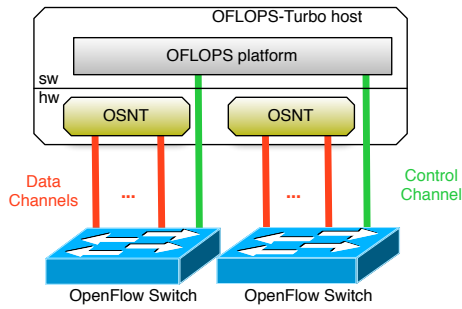 OFLOPS-Turbo host
OFLOPS platform
sw
hw
OSNT
OSNT
Data
Channels
...
...
Control
Channel
OpenFlow Switch
OpenFlow Switch